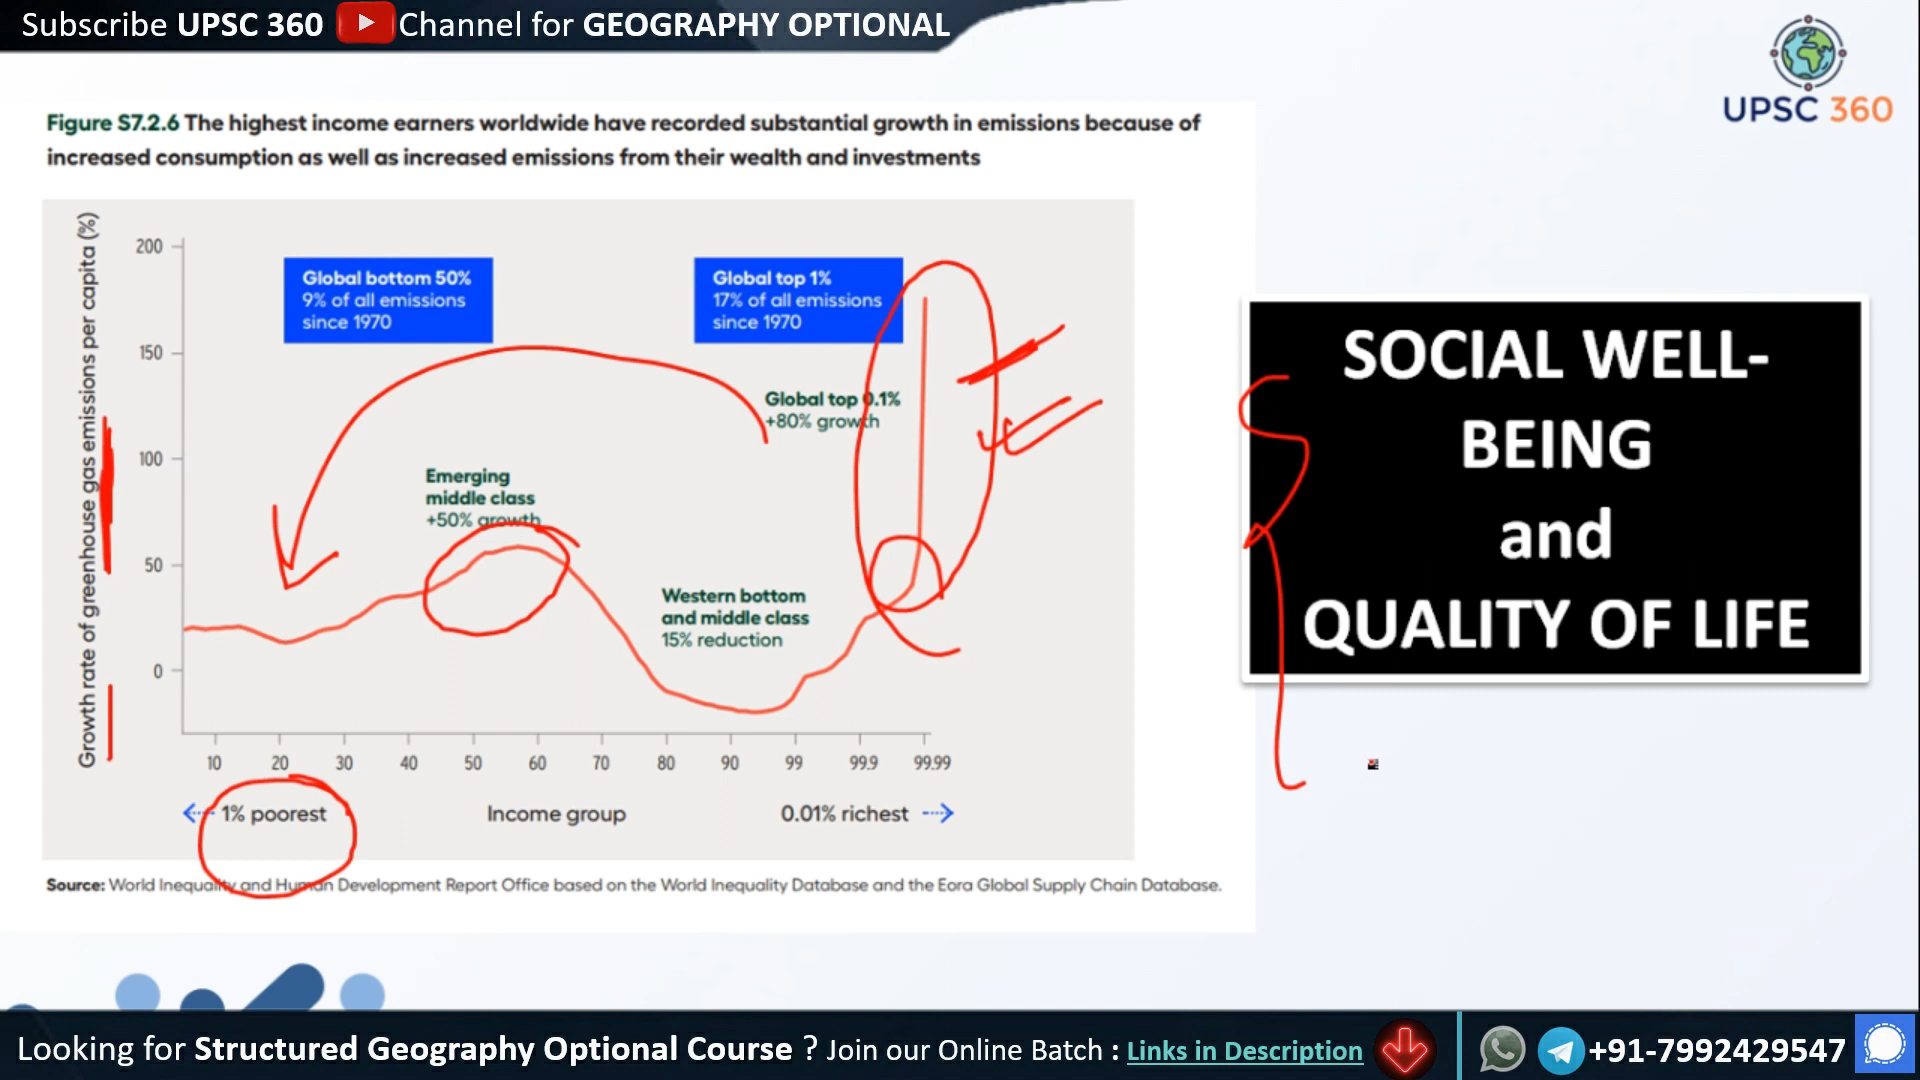 Subscribe UPSC 360 Channel for GEOGRAPHY OPTIONAL
UPSC 360
Figure S7.2.6 The highest income earners worldwide have recorded substantial growth in emissions because of
increased consumption as well as increased emissions from their wealth and investments
Growth rate of greenhouse gas emissions per capita (%)
200
150
100
50
0
Global bottom 50%
9% of all emissions
since 1970
Global top 1%
17% of all emissions
since 1970
Global top 0.1%
+80% growth
Emerging
middle class
+50% growth
Western bottom
and middle class
15% reduction
10 20 30 40 50 60 70 80 90 99 99.9 99.99
1% poorest Income group 0.01% richest
Source: World Inequality and Human Development Report Office based on the World Inequality Database and the Eora Global Supply Chain Database.
SOCIAL WELL-
BEING
and
QUALITY OF LIFE
Looking for Structured Geography Optional Course ? Join our Online Batch : Links in Description
+91-7992429547